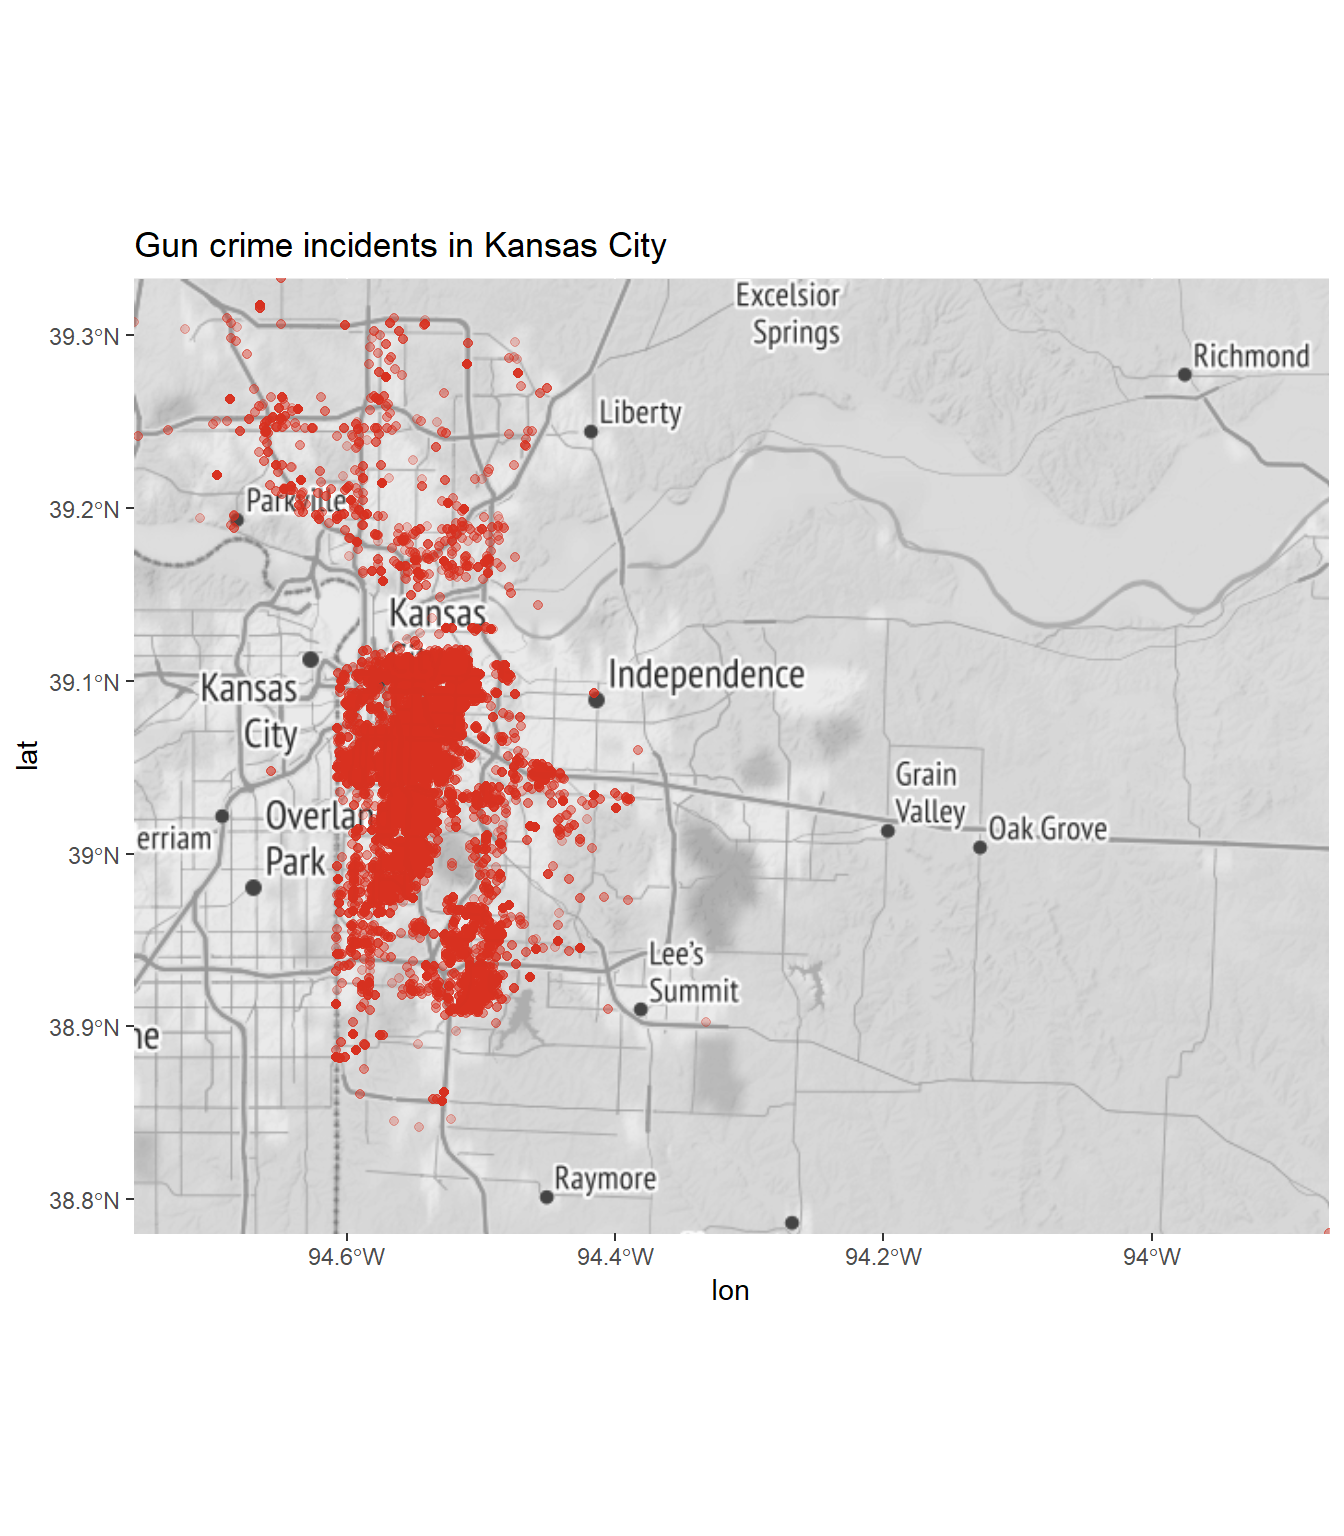 Gun crime incidents in Kansas City
Excelsior
Springs
Richmond
Liberty
Parkville
Kansas
Independence
Kansas
City
Grain
Valley
Oak Grove
Overlan
Park
erriam
Lee's
Summit
ne
Raymore
39.3°N
39.2°N
39.1°N
39°N
38.9°N
38.8°N
lat
94.6°W
94.4°W
94.2°W
94°W
lon